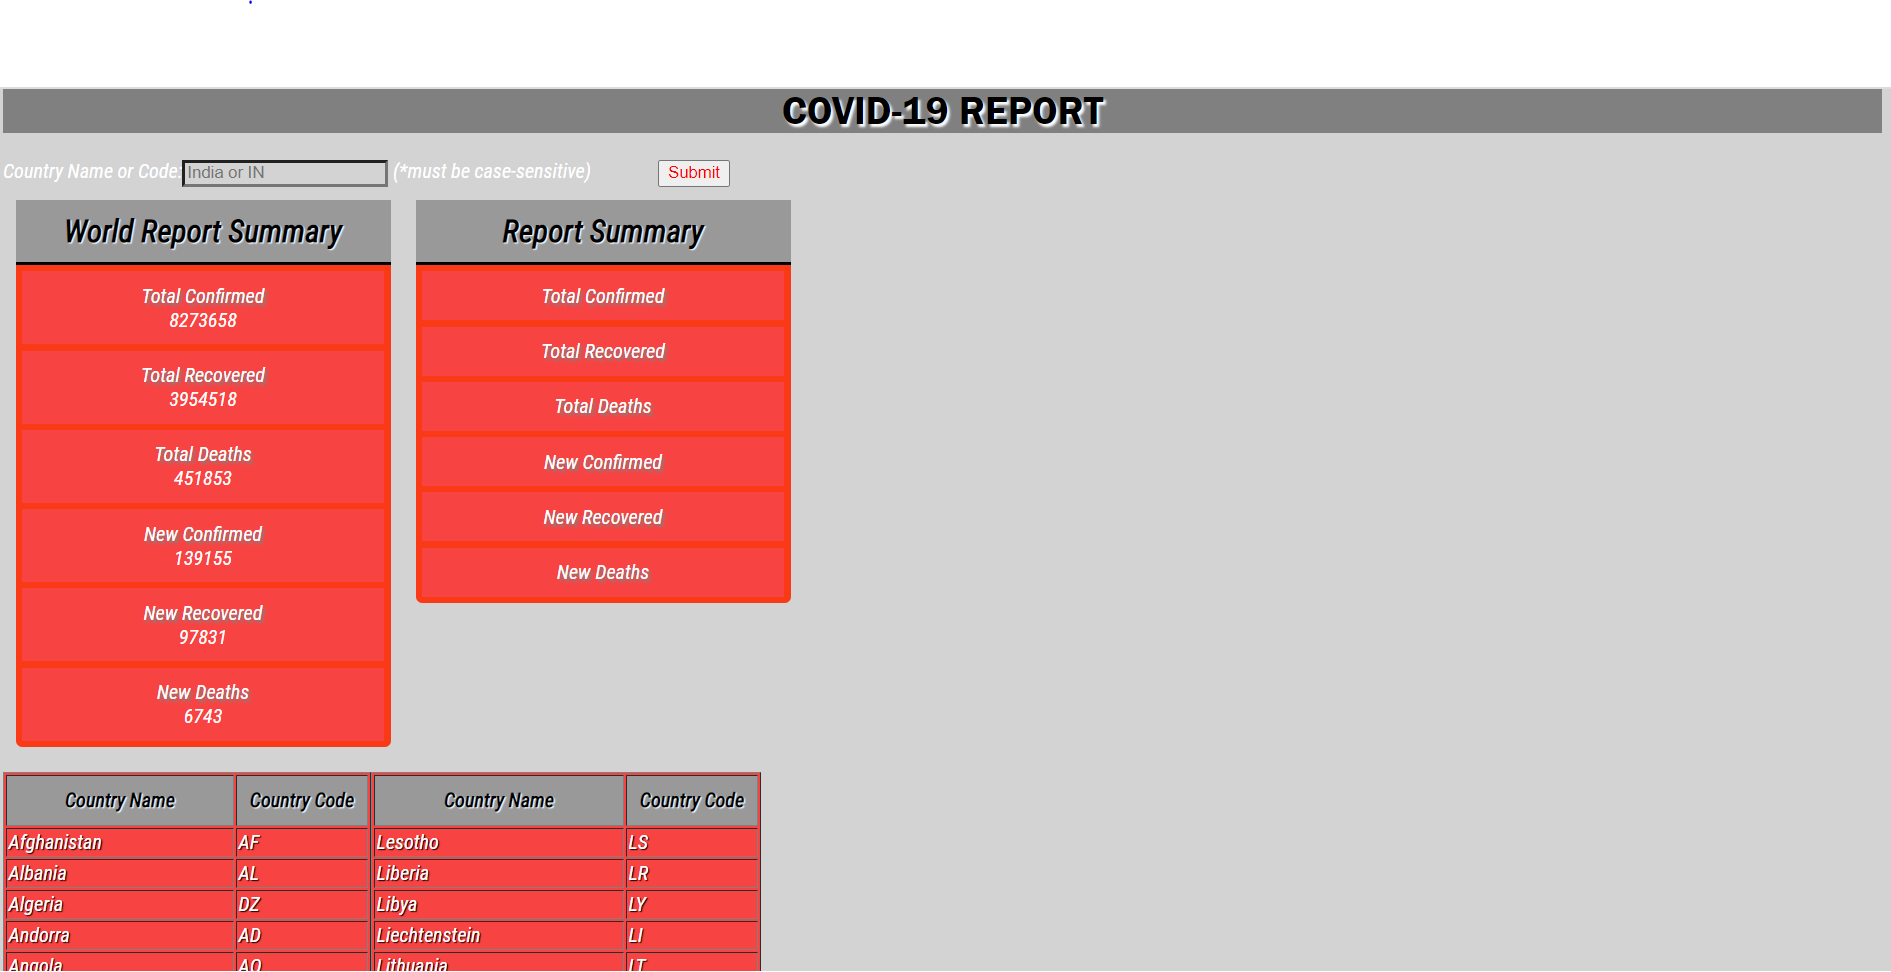 COVID-19 REPORT
Country Name or Code: India or IN (*must be case-sensitive) Submit
World Report Summary
Total Confirmed
8273658
Total Recovered
3954518
Total Deaths
451853
New Confirmed
139155
New Recovered
97831
New Deaths
6743
Report Summary
Total Confirmed
Total Recovered
Total Deaths
New Confirmed
New Recovered
New Deaths
Country Name Country Code Country Name Country Code
Afghanistan AF Lesotho LS
Albania AL Liberia LR
Algeria DZ Libya LY
Andorra AD Liechtenstein LI
Angola AO Lithuania LT